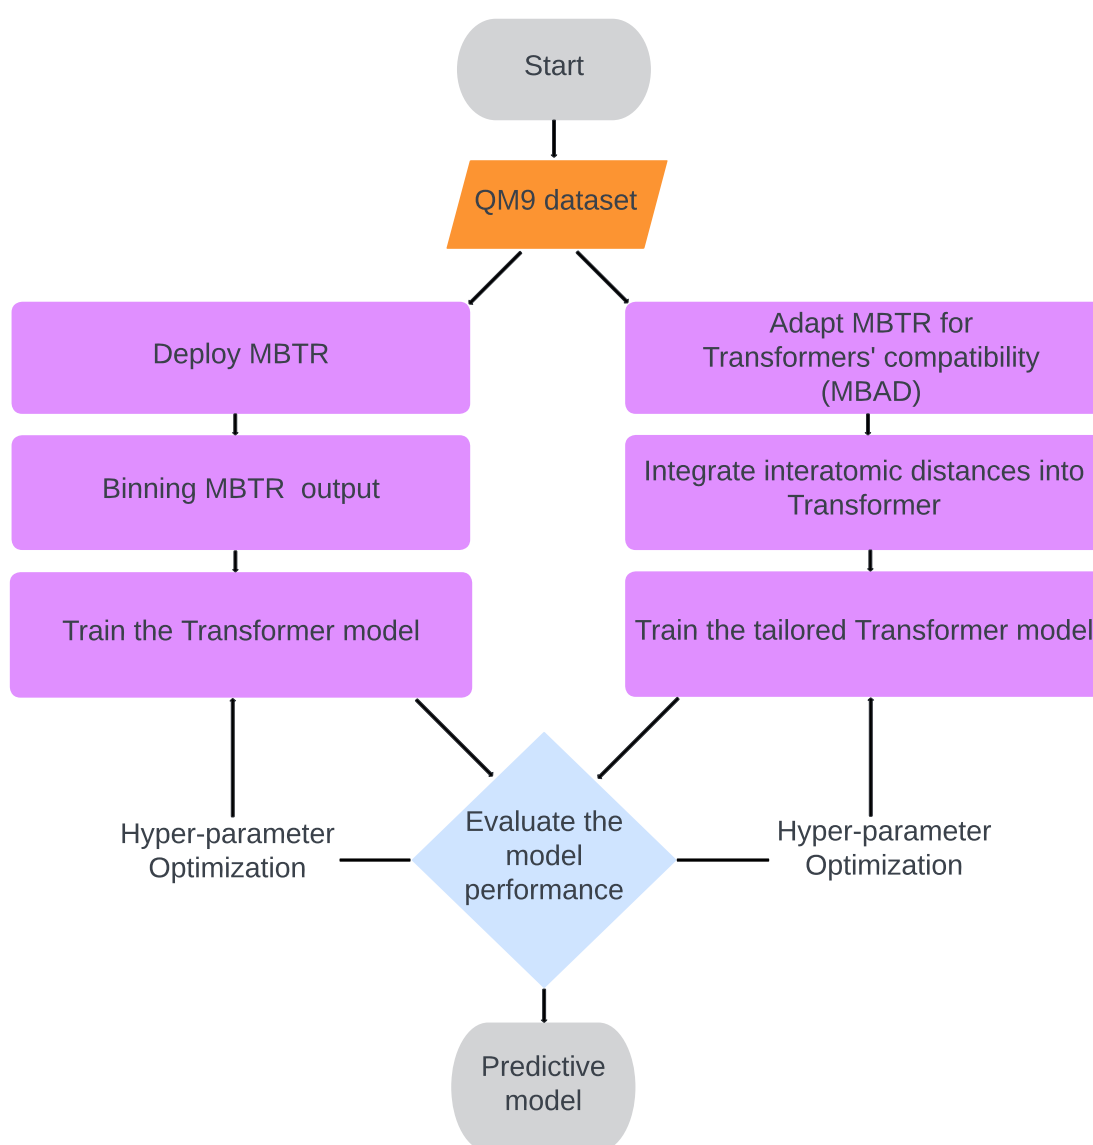 Start
QM9 dataset
Deploy MBTR
Adapt MBTR for
Transformers' compatibility
(MBAD)
Binning MBTR  output
Integrate interatomic distances into
Transformer
Train the Transformer model
Train the tailored Transformer model
Evaluate the
model
performance
Hyper-parameter
Optimization
Hyper-parameter
Optimization
Predictive
model